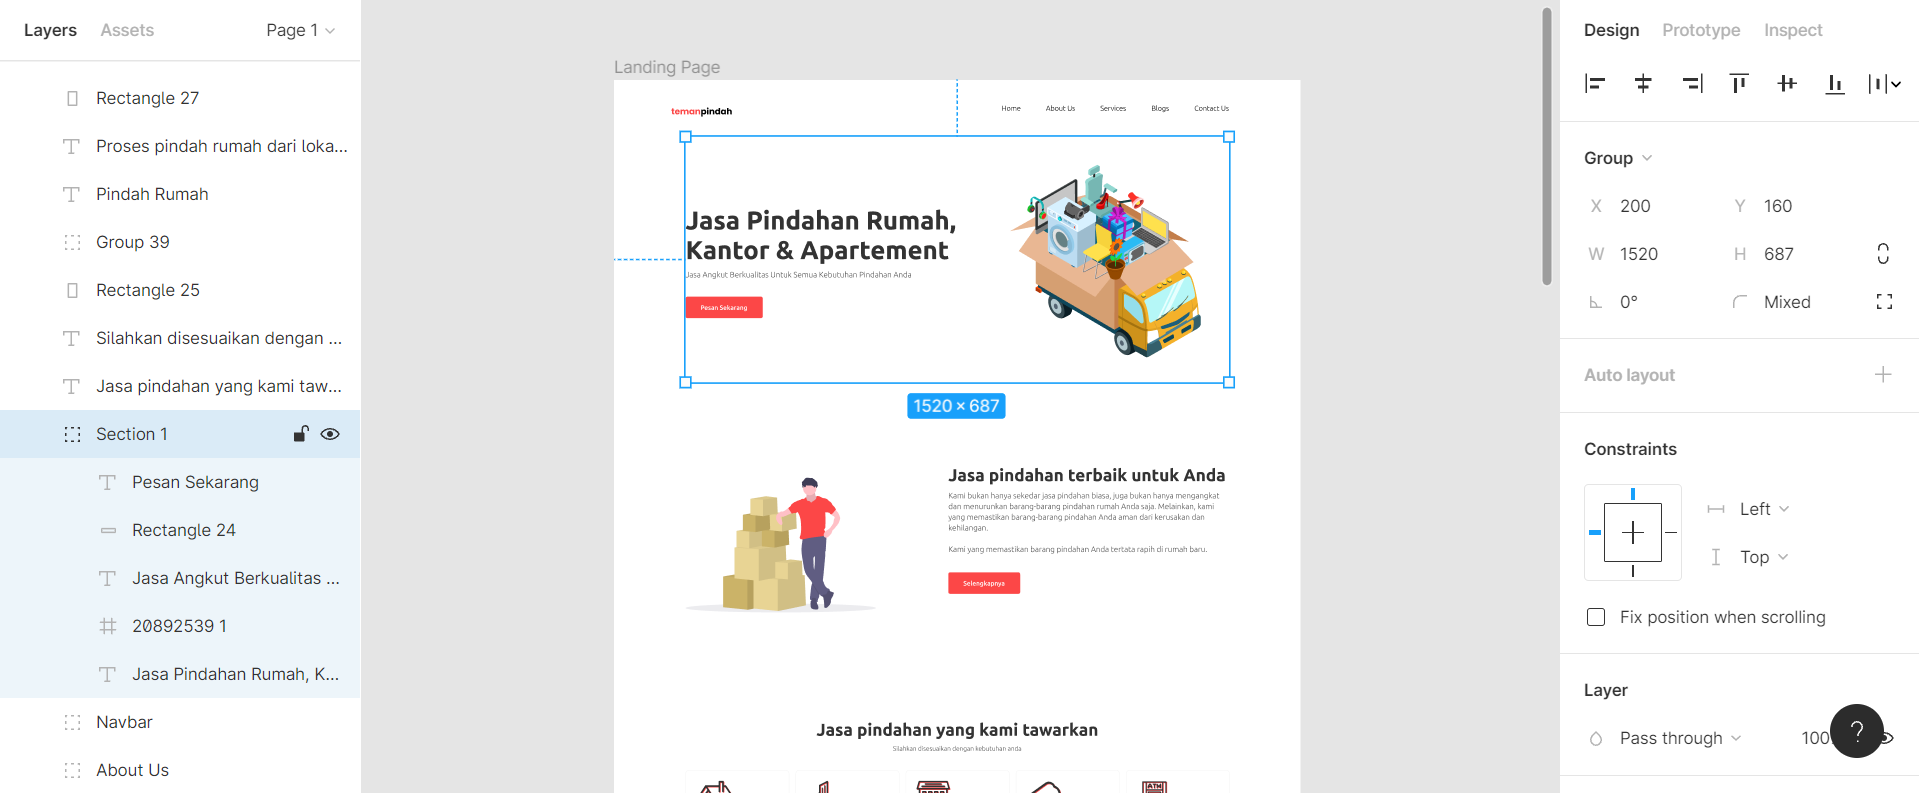 Layers
Assets
Page 1
Rectangle 27
Proses pindah rumah dari loka...
Pindah Rumah
Group 39
Rectangle 25
Silahkan disesuaikan dengan ...
Jasa pindahan yang kami taw...
Section 1
Pesan Sekarang
Rectangle 24
Jasa Angkut Berkualitas ...
20892539 1
Jasa Pindahan Rumah, K...
Navbar
About Us
Landing Page
temanpindah
Home
About Us
Services
Blogs
Contact Us
Jasa Pindahan Rumah,
Kantor & Apartement
Jasa Angkut Berkualitas Untuk Semua Kebutuhan Pindahan Anda
Pesan Sekarang
1520 × 687
Jasa pindahan terbaik untuk Anda
Kami bukan hanya sekedar jasa pindahan biasa, juga bukan hanya mengangkat
dan menurunkan barang-barang pindahan rumah Anda saja. Melainkan, kami
yang memastikan barang-barang pindahan Anda aman dari kerusakan dan
kehilangan.
Kami yang memastikan barang pindahan Anda tertata rapih di rumah baru.
Selengkapnya
Jasa pindahan yang kami tawarkan
Silahkan disesuaikan dengan kebutuhan anda
ATM
Design
Prototype
Inspect
Group
X 200
Y 160
W 1520
H 687
0°
Mixed
Auto layout
Constraints
Left
Top
Fix position when scrolling
Layer
Pass through
100
?